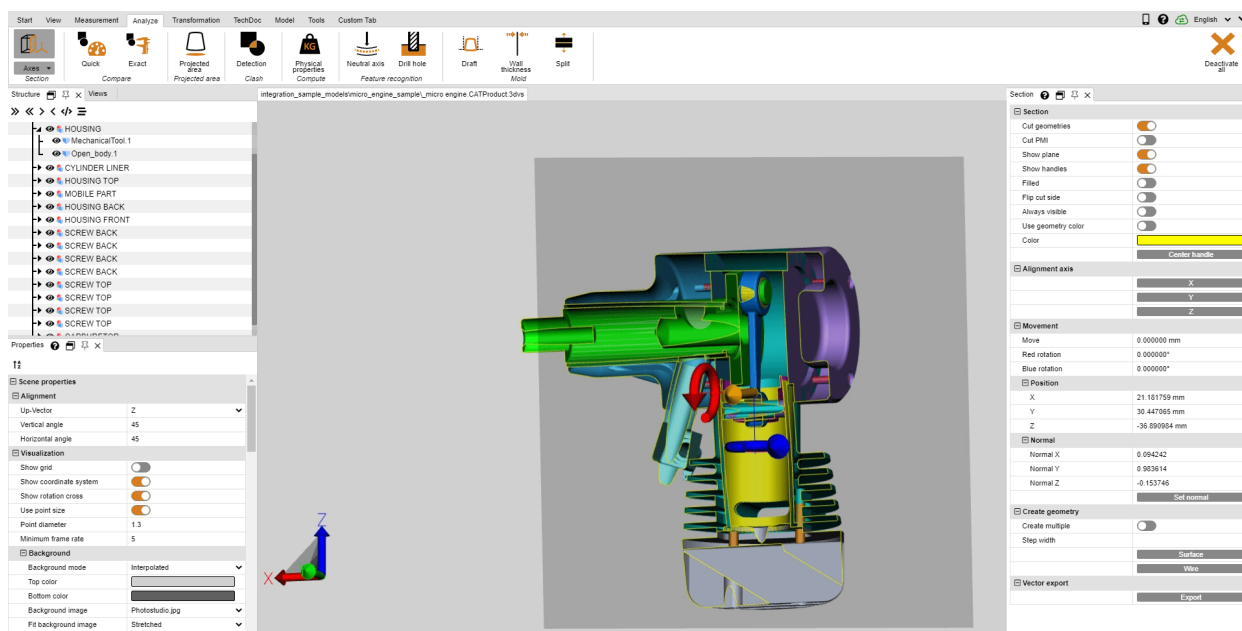 Start View Measurement Analyze Transformation TechDoc Model Tools Custom Tab English
Axes Quick Exact Projected area Detection Physical properties Neutral axis Drill hole Draft Wall thickness Split Deactivate all
KG
Section Compare Projected area Clash Compute Feature recognition Mold
Structure Views
integration_sample_models\micro_engine_sample\_micro engine.CATProduct.3dvs
HOUSING
MechanicalTool.1
Open_body.1
CYLINDER LINER
HOUSING TOP
MOBILE PART
HOUSING BACK
HOUSING FRONT
SCREW BACK
SCREW BACK
SCREW BACK
SCREW BACK
SCREW TOP
SCREW TOP
SCREW TOP
SCREW TOP
CARBURETOR
Properties
Scene properties
Alignment
Up-Vector Z
Vertical angle 45
Horizontal angle 45
Visualization
Show grid
Show coordinate system
Show rotation cross
Use point size
Point diameter 1.3
Minimum frame rate 5
Background
Background mode Interpolated
Top color
Bottom color
Background image Photostudio.jpg
Fit background image Stretched
Z
X
Section
Section
Cut geometries
Cut PMI
Show plane
Show handles
Filled
Flip cut side
Always visible
Use geometry color
Color
Center handle
Alignment axis
X
Y
Z
Movement
Move 0.000000 mm
Red rotation 0.000000°
Blue rotation 0.000000°
Position
X 21.181759 mm
Y 30.447065 mm
Z -36.890984 mm
Normal
Normal X 0.094242
Normal Y 0.983614
Normal Z -0.153746
Set normal
Create geometry
Create multiple
Step width
Surface
Wire
Vector export
Export